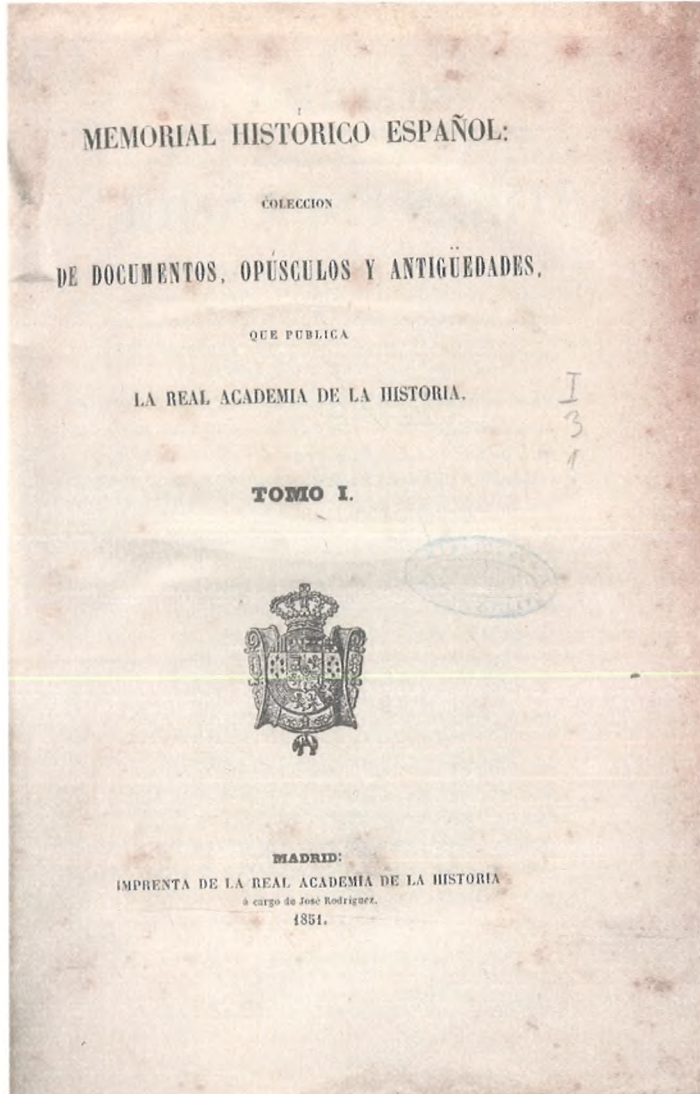 MEMORIAL HISTÓRICO ESPAÑOL:
COLECCION
DE DOCUMENTOS, OPÚSCULOS Y ANTIGÜEDADES,
QUE PUBLICA
LA REAL ACADEMIA DE LA HISTORIA.
I
3
1
TOMO I.
MADRID:
IMPRENTA DE LA REAL ACADEMIA DE LA HISTORIA
á cargo de José Rodriguez.
1851.